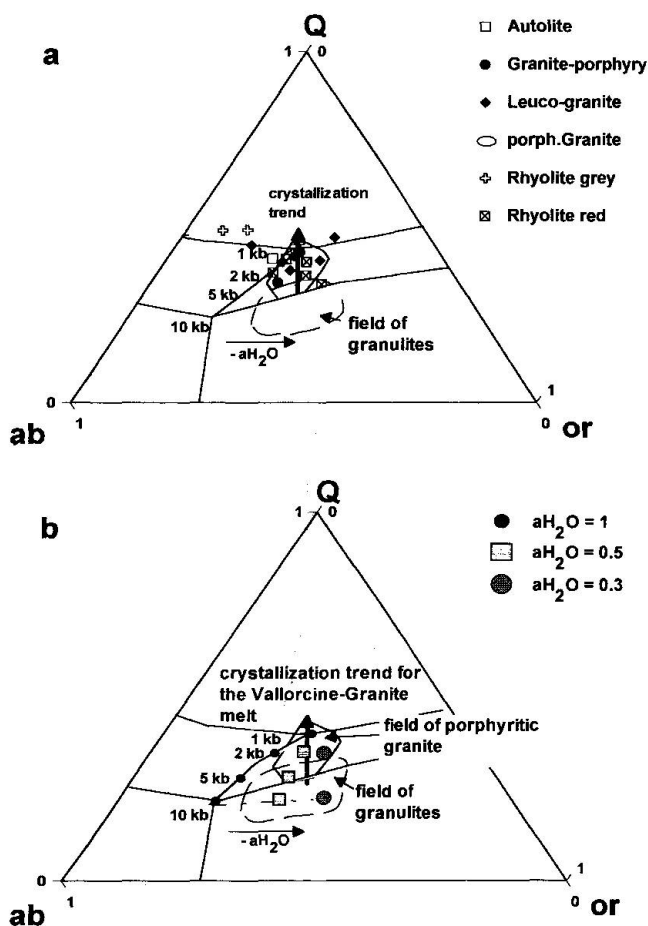 a
Q
1 0
Autolite
Granite-porphyry
Leuco-granite
porph.Granite
Rhyolite grey
Rhyolite red
crystallization
trend
1 kb
2 kb
5 kb
10 kb
field of
granulites
-aH2O
0
1
1
0
ab
or
b
Q
1 0
aH2O = 1
aH2O = 0.5
aH2O = 0.3
crystallization trend for
the Vallorcine-Granite
melt
1 kb
2 kb
5 kb
10 kb
field of porphyritic
granite
field of
granulites
-aH2O
0
1
1
0
ab
or